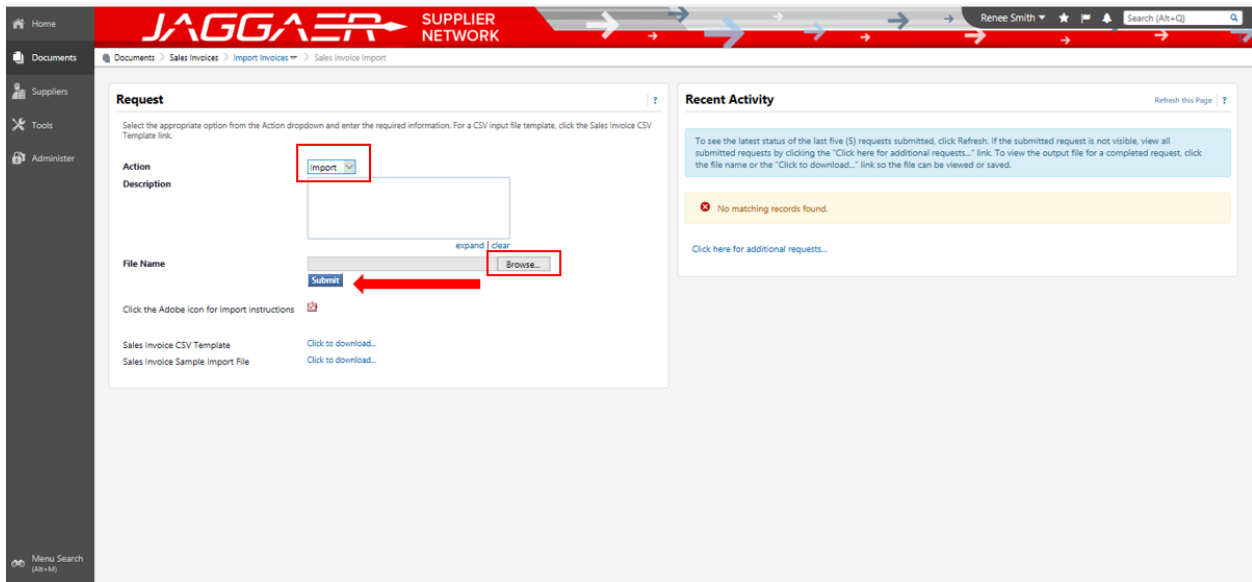 Home
Documents
Suppliers
Tools
Administer
Menu Search
(Alt+M)
JAGGAER
SUPPLIER
NETWORK
Renee Smith
Search (Alt+Q)
Documents > Sales Invoices > Import Invoices > Sales Invoice Import
Request
?
Select the appropriate option from the Action dropdown and enter the required information. For a CSV input file template, click the Sales Invoice CSV
Template link.
Action
Import
Description
expand | clear
File Name
Browse...
Submit
Click the Adobe icon for import instructions
Sales Invoice CSV Template
Click to download...
Sales Invoice Sample Import File
Click to download...
Recent Activity
Refresh this Page
?
To see the latest status of the last five (5) requests submitted, click Refresh. If the submitted request is not visible, view all
submitted requests by clicking the "Click here for additional requests..." link. To view the output file for a completed request, click
the file name or the "Click to download..." link so the file can be viewed or saved.
No matching records found.
Click here for additional requests...